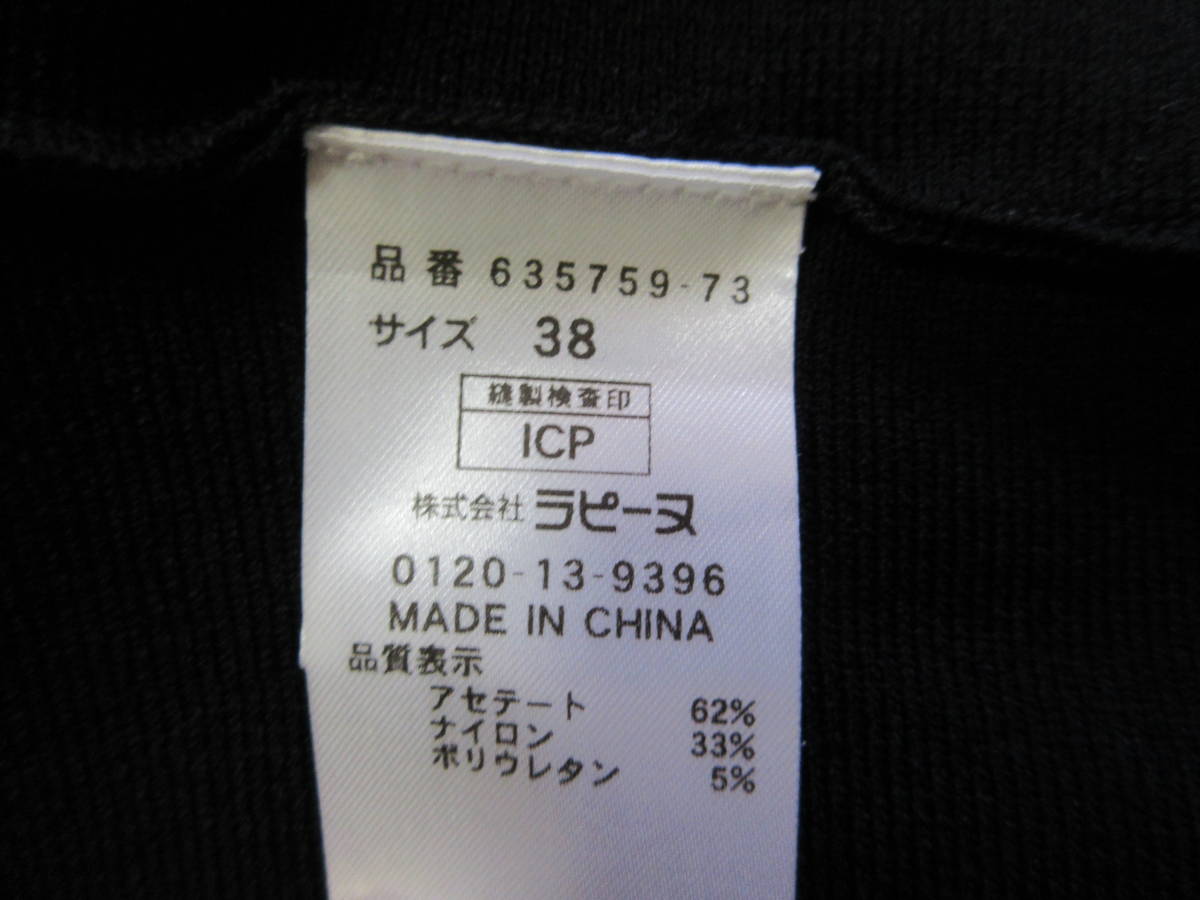 品番 635759-73
サイズ 38
縫製検査印
ICP
株式会社 ラピーヌ
0120-13-9396
MADE IN CHINA
品質表示
アセテート 62%
ナイロン 33%
ポリウレタン 5%